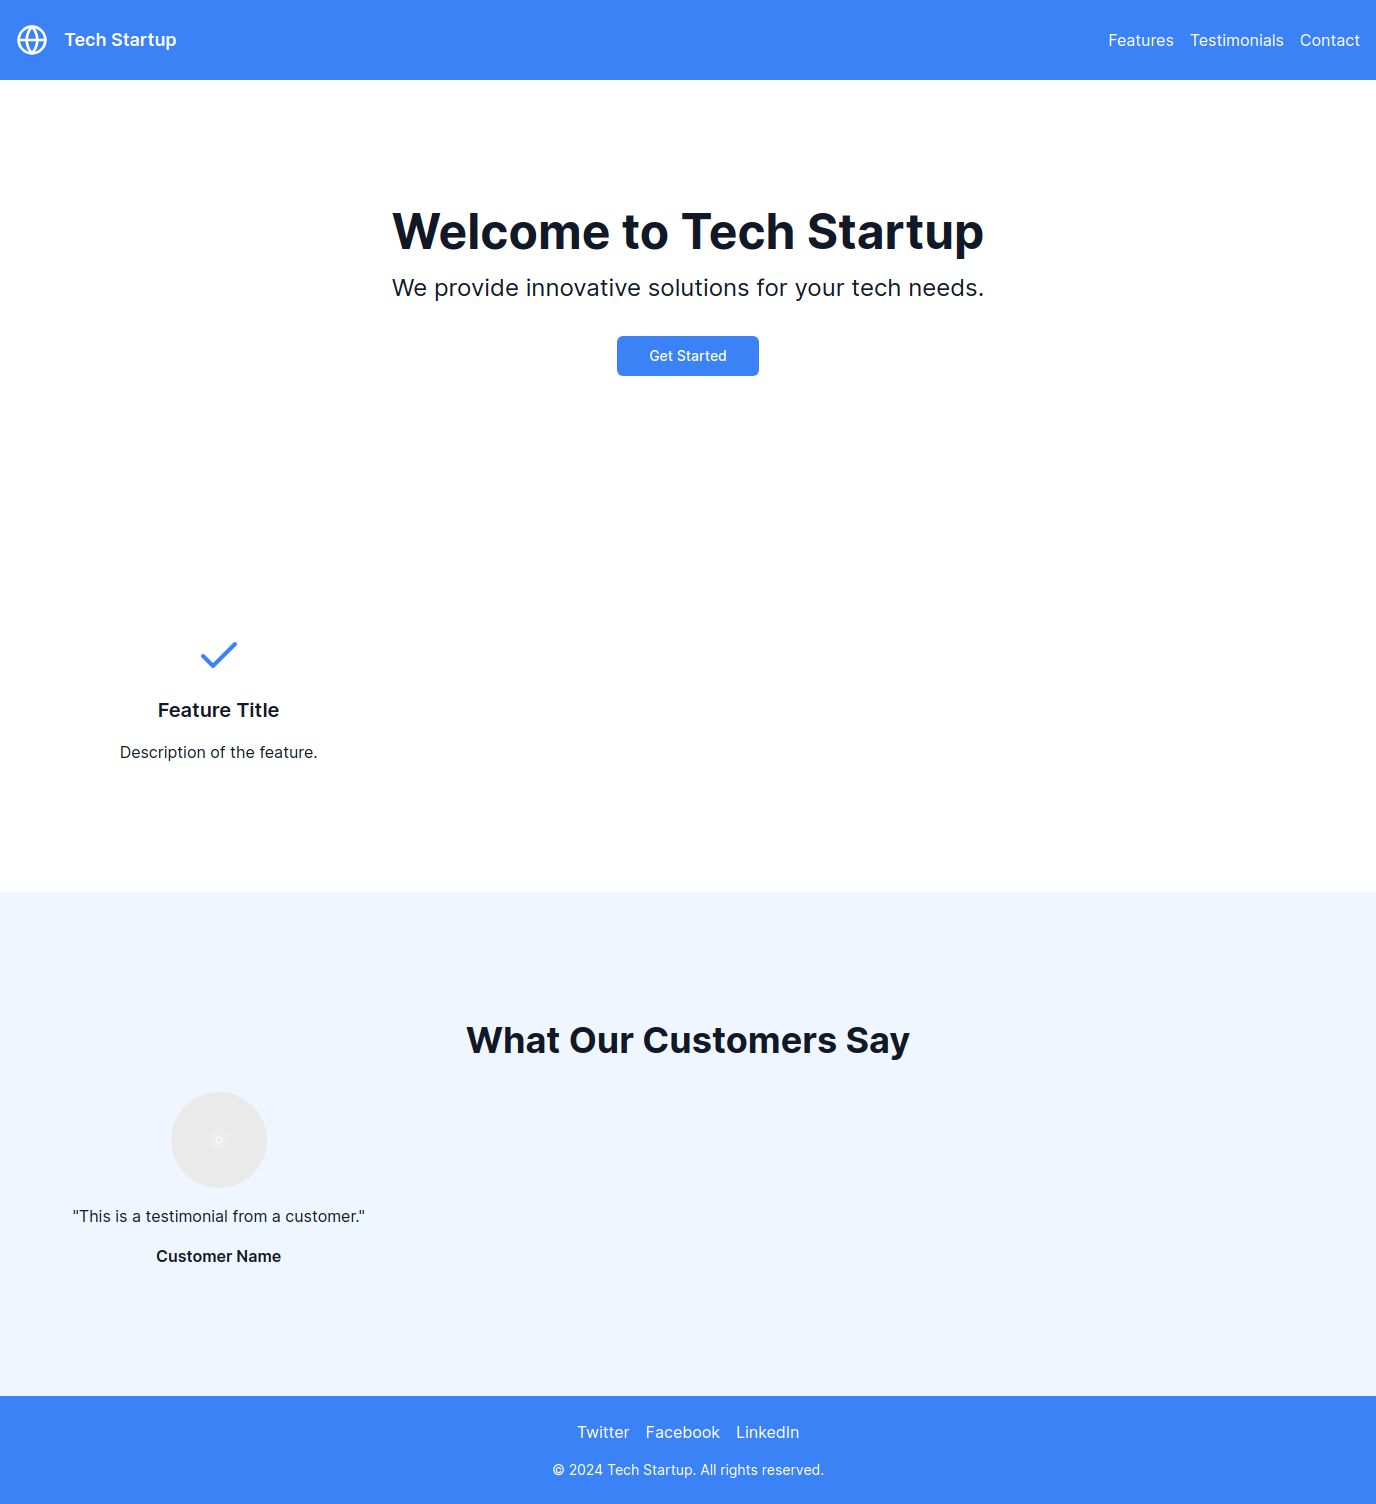 Tech Startup
Features Testimonials Contact
Welcome to Tech Startup
We provide innovative solutions for your tech needs.
Get Started
Feature Title
Description of the feature.
What Our Customers Say
"This is a testimonial from a customer."
Customer Name
Twitter Facebook LinkedIn
© 2024 Tech Startup. All rights reserved.